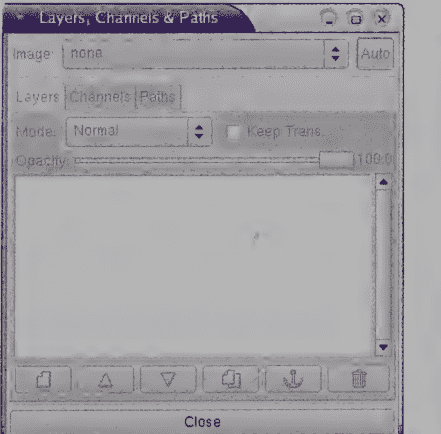 Layers, Channels & Paths
Image: none Auto
Layers Channels Paths
Mode: Normal Keep Trans.
Opacity: 100.0
Close